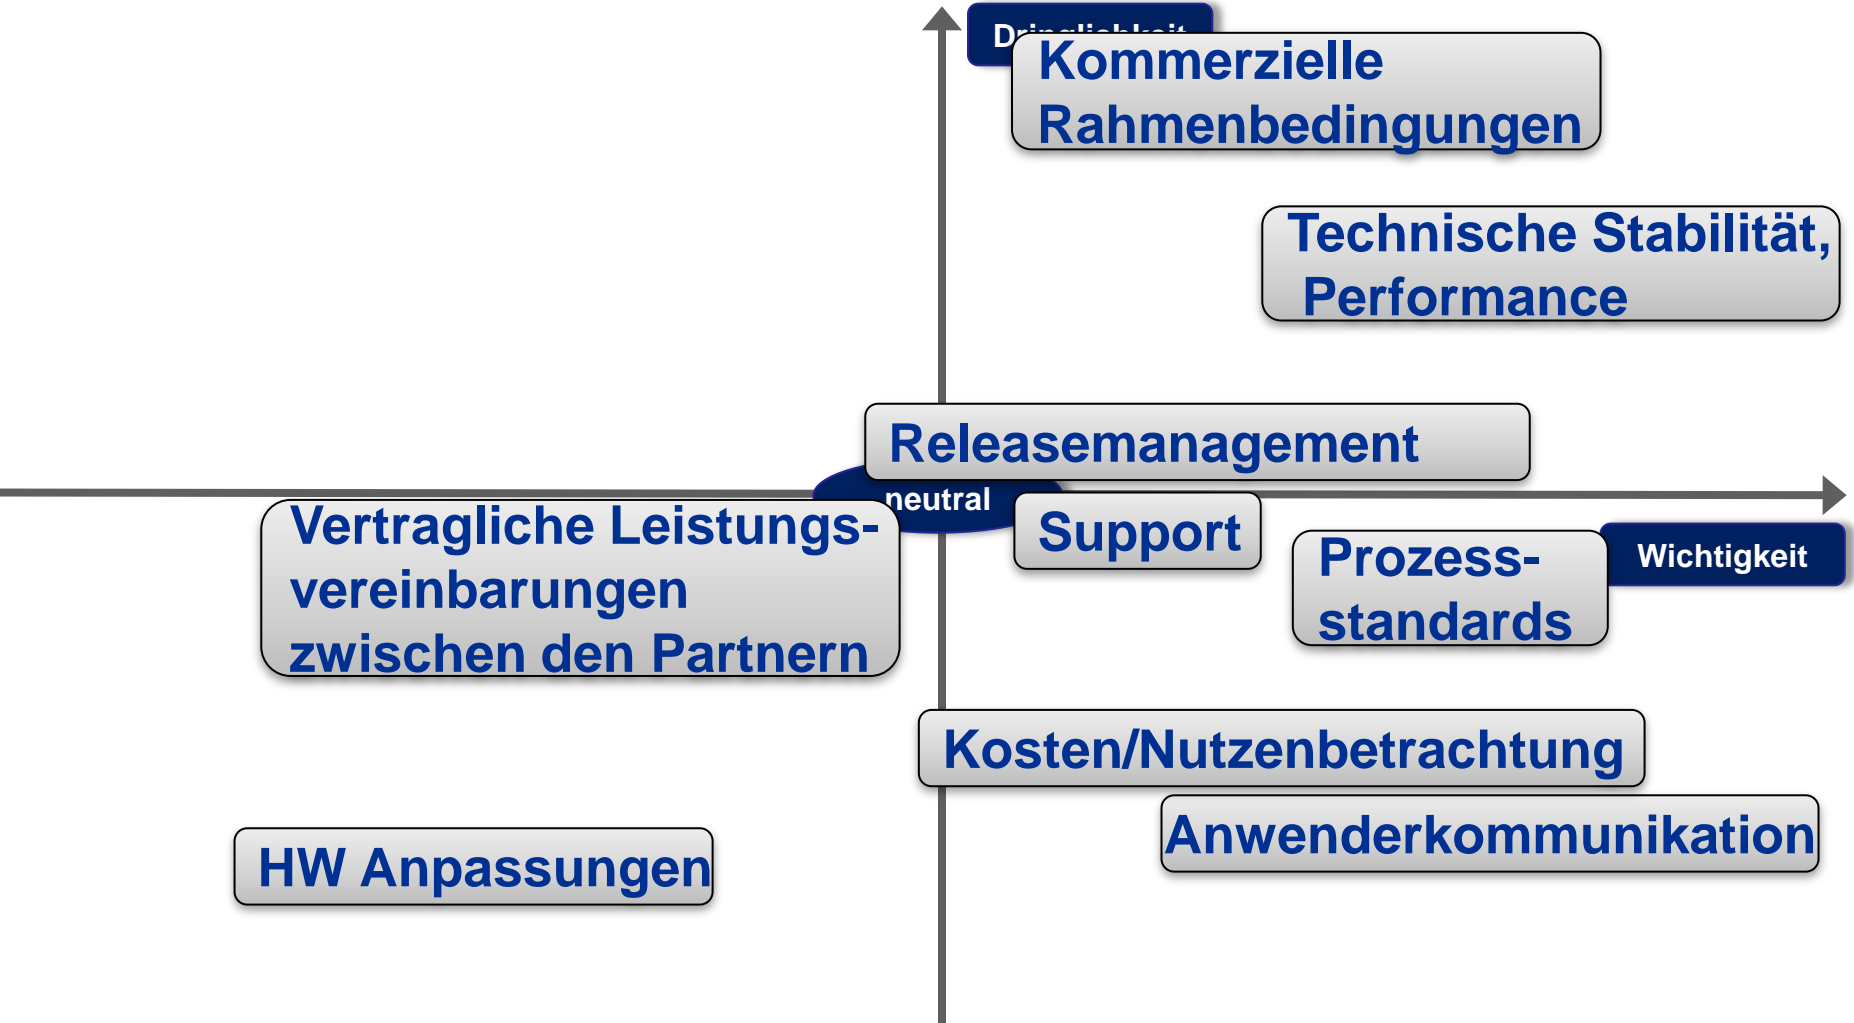 Kommerzielle
Rahmenbedingungen
Technische Stabilität,
Performance
Releasemanagement
neutral
Vertragliche Leistungs-
vereinbarungen
zwischen den Partnern
Support
Prozess-
standards
Wichtigkeit
Kosten/Nutzenbetrachtung
Anwenderkommunikation
HW Anpassungen